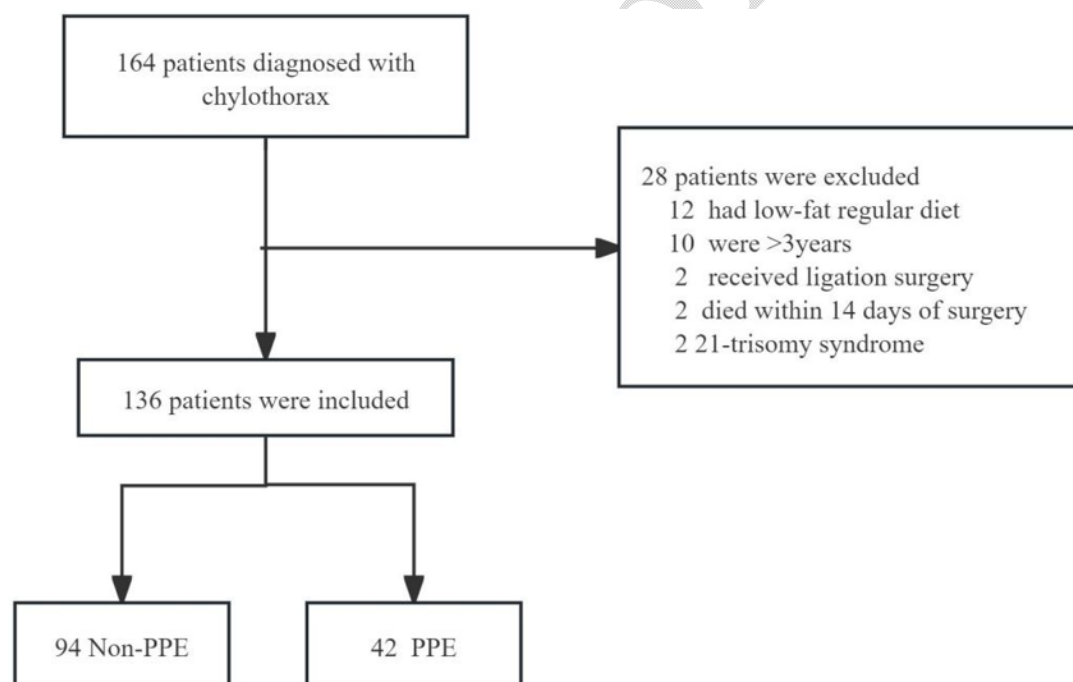 164 patients diagnosed with
chylothorax
28 patients were excluded
12 had low-fat regular diet
10 were >3years
2 received ligation surgery
2 died within 14 days of surgery
2 21-trisomy syndrome
136 patients were included
94 Non-PPE
42 PPE